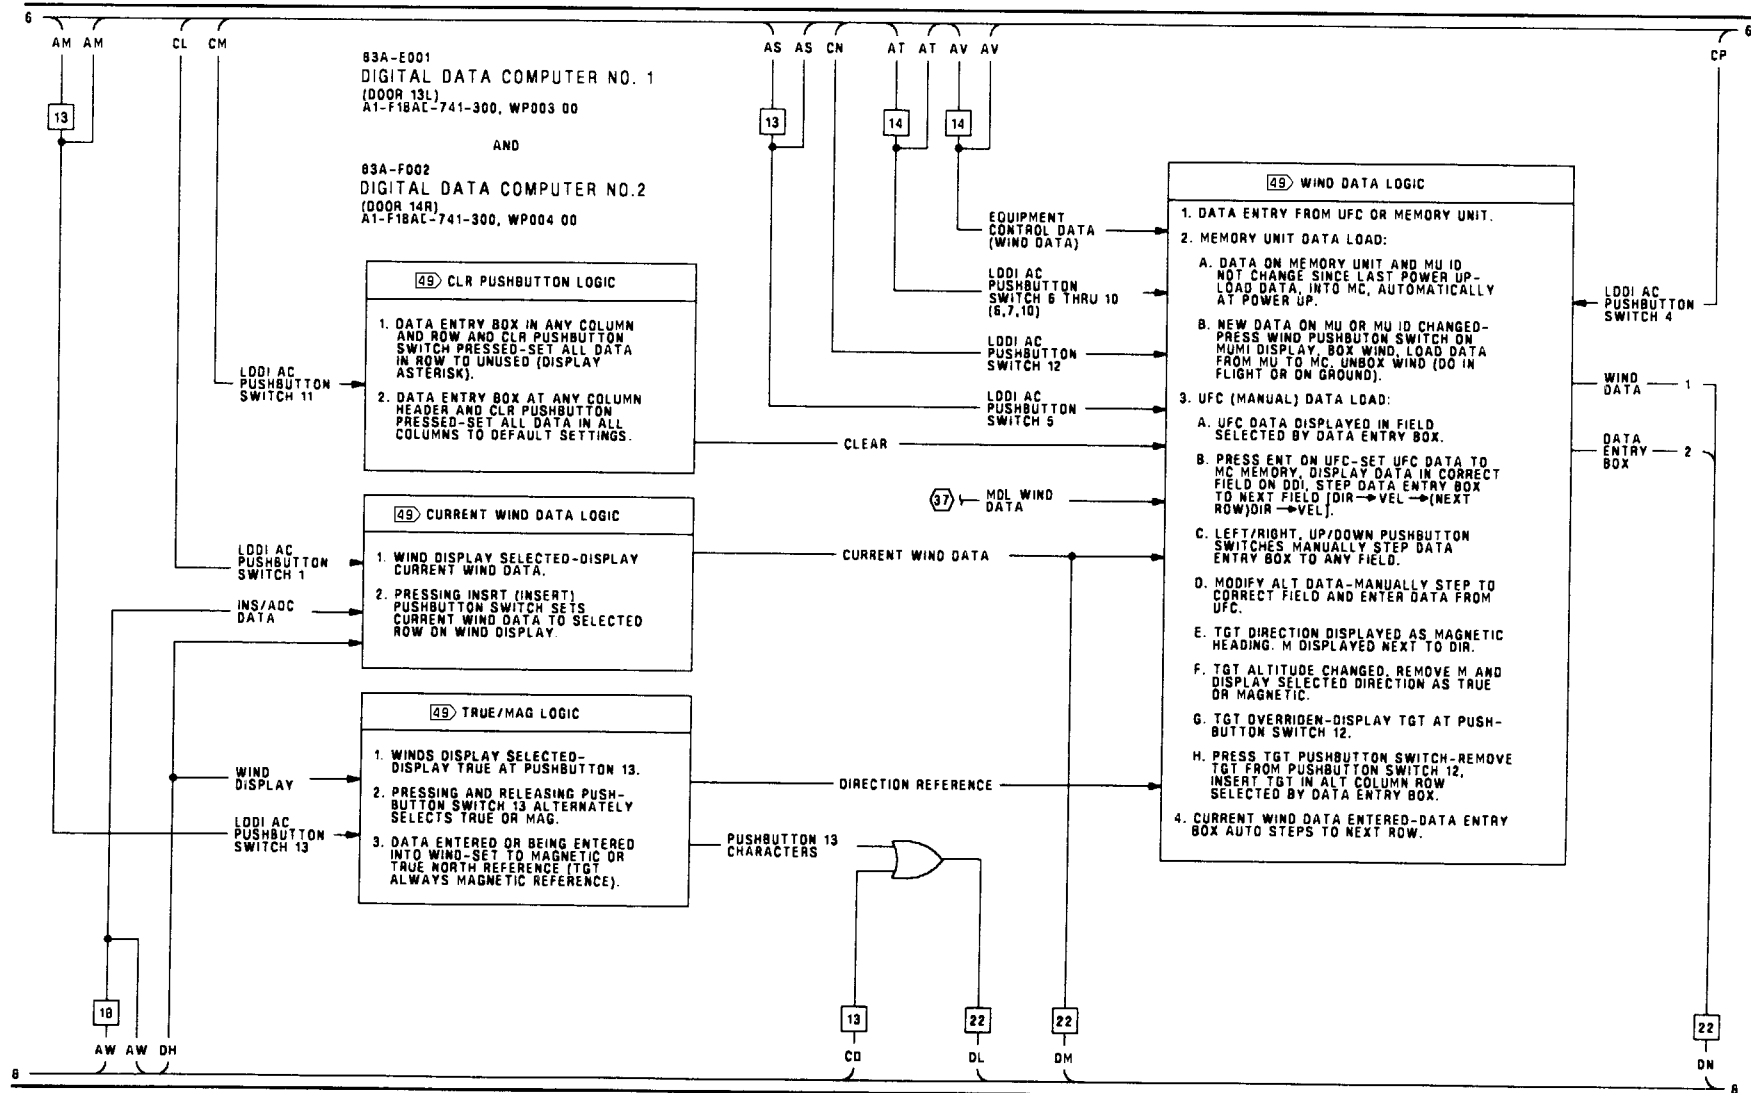 6
6
AM AM CL CM AS AS CN AT AT AV AV CP
83A-E001
DIGITAL DATA COMPUTER NO. 1
(DOOR 13L)
A1-F18AC-741-300, WP003 00
AND
83A-F002
DIGITAL DATA COMPUTER NO.2
(DOOR 14R)
A1-F18AC-741-300, WP004 00
13
13
14
14
LDDI AC
PUSHBUTTON
SWITCH 11
49 CLR PUSHBUTTON LOGIC
1. DATA ENTRY BOX IN ANY COLUMN
AND ROW AND CLR PUSHBUTTON
SWITCH PRESSED-SET ALL DATA
IN ROW TO UNUSED (DISPLAY
ASTERISK).
2. DATA ENTRY BOX AT ANY COLUMN
HEADER AND CLR PUSHBUTTON
PRESSED-SET ALL DATA IN ALL
COLUMNS TO DEFAULT SETTINGS.
LDDI AC
PUSHBUTTON
SWITCH 1
INS/ADC
DATA
49 CURRENT WIND DATA LOGIC
1. WIND DISPLAY SELECTED-DISPLAY
CURRENT WIND DATA.
2. PRESSING INSRT (INSERT)
PUSHBUTTON SWITCH SETS
CURRENT WIND DATA TO SELECTED
ROW ON WIND DISPLAY.
WIND
DISPLAY
LDDI AC
PUSHBUTTON
SWITCH 13
49 TRUE/MAG LOGIC
1. WINDS DISPLAY SELECTED-
DISPLAY TRUE AT PUSHBUTTON 13.
2. PRESSING AND RELEASING PUSH-
BUTTON SWITCH 13 ALTERNATELY
SELECTS TRUE OR MAG.
3. DATA ENTERED OR BEING ENTERED
INTO WIND-SET TO MAGNETIC OR
TRUE NORTH REFERENCE (TGT
ALWAYS MAGNETIC REFERENCE).
EQUIPMENT
CONTROL DATA
(WIND DATA)
LDDI AC
PUSHBUTTON
SWITCH 6 THRU 10
(6,7,10)
LDDI AC
PUSHBUTTON
SWITCH 12
LDDI AC
PUSHBUTTON
SWITCH 5
CLEAR
37 MDL WIND
DATA
CURRENT WIND DATA
DIRECTION REFERENCE
PUSHBUTTON 13
CHARACTERS
49 WIND DATA LOGIC
1. DATA ENTRY FROM UFC OR MEMORY UNIT.
2. MEMORY UNIT DATA LOAD:
A. DATA ON MEMORY UNIT AND MU ID
NOT CHANGE SINCE LAST POWER UP-
LOAD DATA, INTO MC, AUTOMATICALLY
AT POWER UP.
B. NEW DATA ON MU OR MU ID CHANGED-
PRESS WIND PUSHBUTON SWITCH ON
MUMI DISPLAY, BOX WIND, LOAD DATA
FROM MU TO MC, UNBOX WIND (DO IN
FLIGHT OR ON GROUND).
3. UFC (MANUAL) DATA LOAD:
A. UFC DATA DISPLAYED IN FIELD
SELECTED BY DATA ENTRY BOX.
B. PRESS ENT ON UFC-SET UFC DATA TO
MC MEMORY, DISPLAY DATA IN CORRECT
FIELD ON DDI, STEP DATA ENTRY BOX
TO NEXT FIELD [DIR→VEL→(NEXT
ROW)DIR→VEL].
C. LEFT/RIGHT, UP/DOWN PUSHBUTTON
SWITCHES MANUALLY STEP DATA
ENTRY BOX TO ANY FIELD.
D. MODIFY ALT DATA-MANUALLY STEP TO
CORRECT FIELD AND ENTER DATA FROM
UFC.
E. TGT DIRECTION DISPLAYED AS MAGNETIC
HEADING. M DISPLAYED NEXT TO DIR.
F. TGT ALTITUDE CHANGED, REMOVE M AND
DISPLAY SELECTED DIRECTION AS TRUE
OR MAGNETIC.
G. TGT OVERRIDEN-DISPLAY TGT AT PUSH-
BUTTON SWITCH 12.
H. PRESS TGT PUSHBUTTON SWITCH-REMOVE
TGT FROM PUSHBUTTON SWITCH 12,
INSERT TGT IN ALT COLUMN ROW
SELECTED BY DATA ENTRY BOX.
4. CURRENT WIND DATA ENTERED-DATA ENTRY
BOX AUTO STEPS TO NEXT ROW.
LDDI AC
PUSHBUTTON
SWITCH 4
WIND
DATA 1
DATA
ENTRY 2
BOX
18
13
22
22
22
AW AW DH CD DL DM DN
8
8